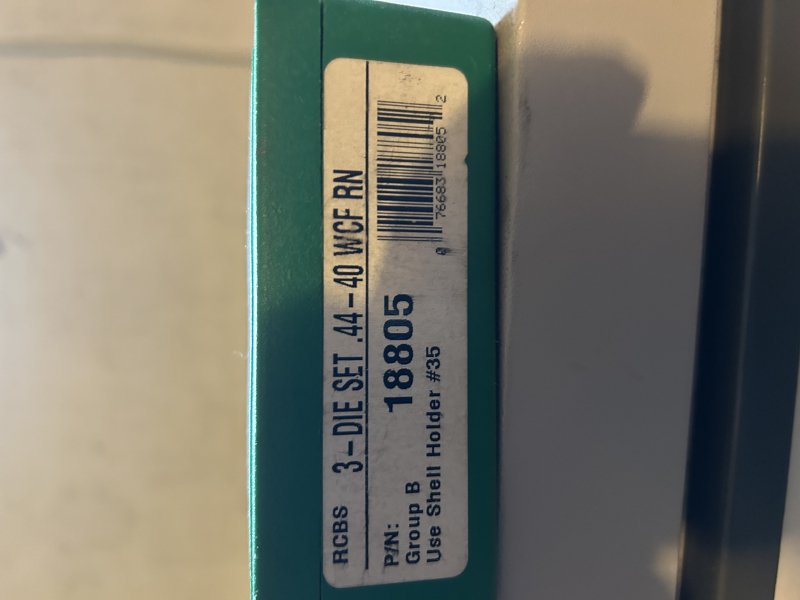 RCBS 3-DIE SET .44-40 WCF RN
P/N: 18805
Group B
Use Shell Holder #35
0 76683 18805 2